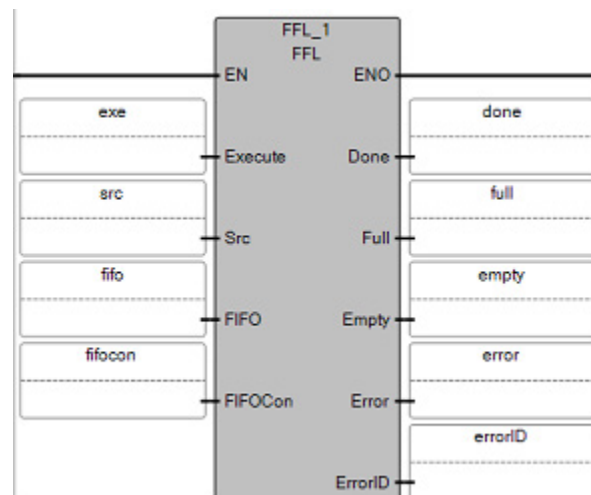 FFL_1
FFL
EN ENO
exe done
Execute Done
src full
Src Full
fifo empty
FIFO Empty
fifocon error
FIFOCon Error
errorID
ErrorID